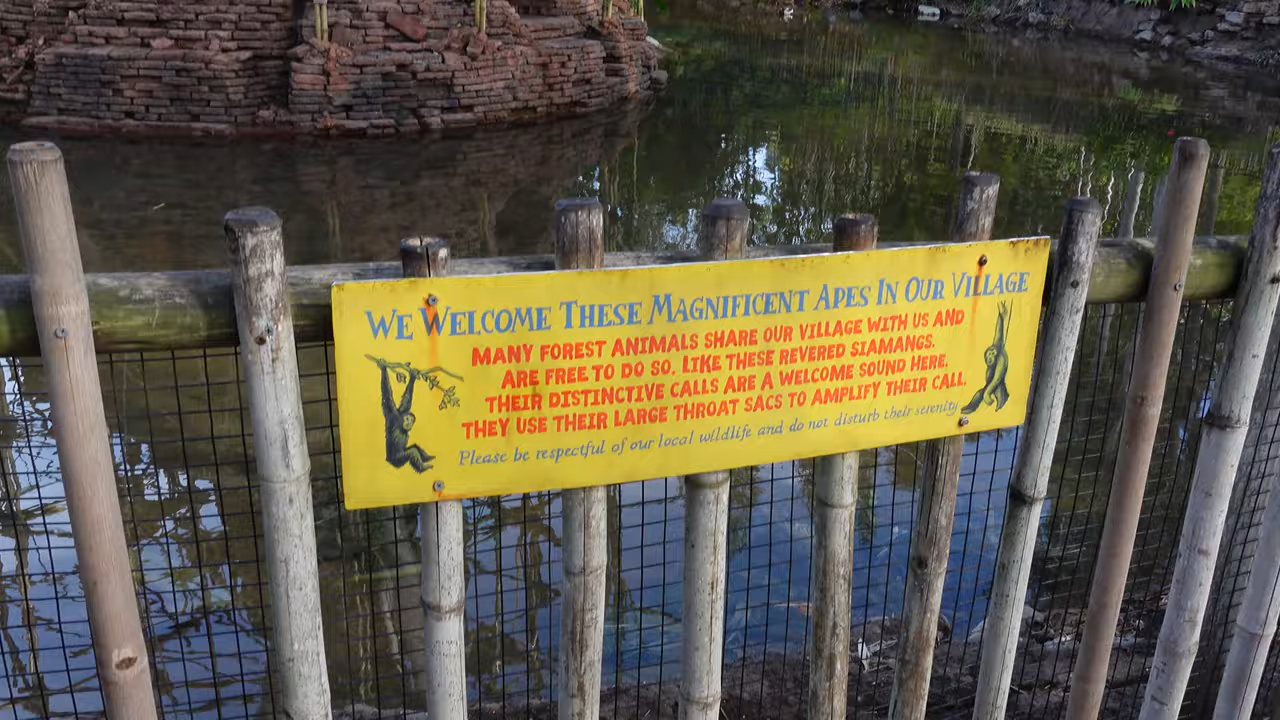 We Welcome These Magnificent Apes In Our Village
MANY FOREST ANIMALS SHARE OUR VILLAGE WITH US AND
ARE FREE TO DO SO. LIKE THESE REVERED SIAMANGS.
THEIR DISTINCTIVE CALLS ARE A WELCOME SOUND HERE.
THEY USE THEIR LARGE THROAT SACS TO AMPLIFY THEIR CALL.
Please be respectful of our local wildlife and do not disturb their serenity